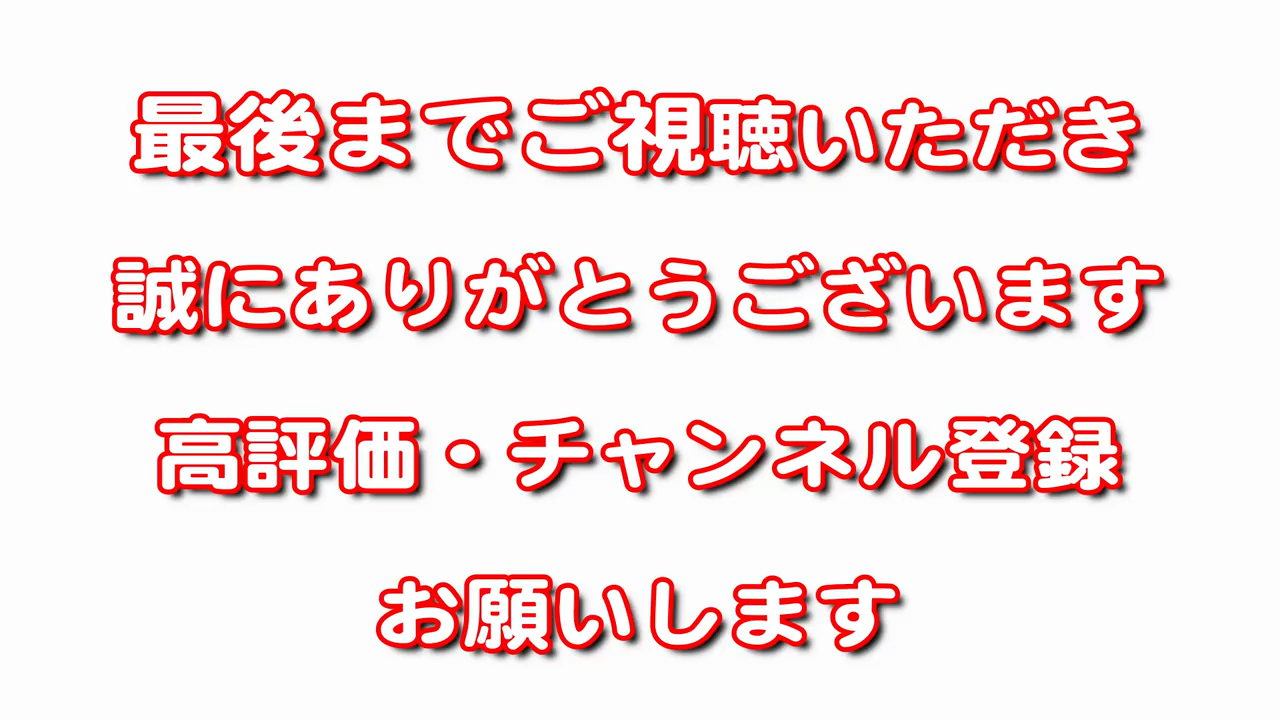 最後までご視聴いただき
誠にありがとうございます
高評価・チャンネル登録
お願いします